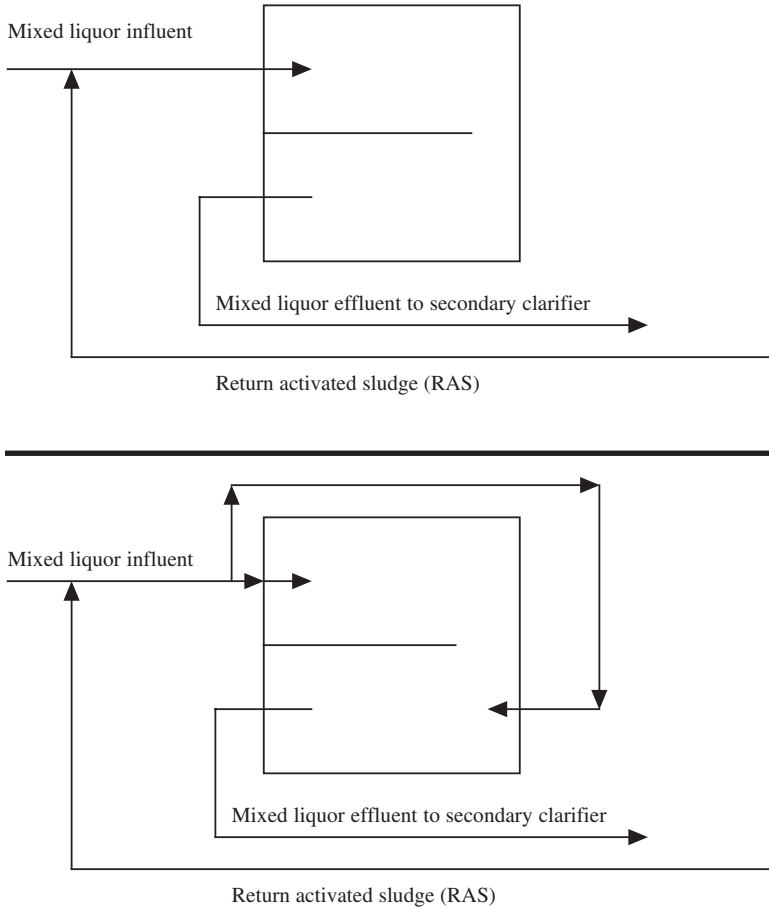 Mixed liquor influent
Mixed liquor effluent to secondary clarifier
Return activated sludge (RAS)
Mixed liquor influent
Mixed liquor effluent to secondary clarifier
Return activated sludge (RAS)